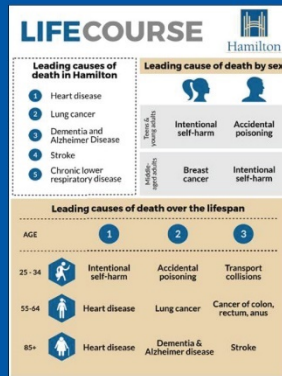 LIFECOURSE
Hamilton
Leading causes of
death in Hamilton
1 Heart disease
2 Lung cancer
3 Dementia and
Alzheimer Disease
4 Stroke
5 Chronic lower
respiratory disease
Leading cause of death by sex
Teens &
young adults
Intentional
self-harm
Accidental
poisoning
Middle-
aged adults
Breast
cancer
Intentional
self-harm
Leading causes of death over the lifespan
AGE 1 2 3
25 - 34
Intentional
self-harm
Accidental
poisoning
Transport
collisions
55-64
Heart disease
Lung cancer
Cancer of colon,
rectum, anus
85+
Heart disease
Dementia &
Alzheimer disease
Stroke